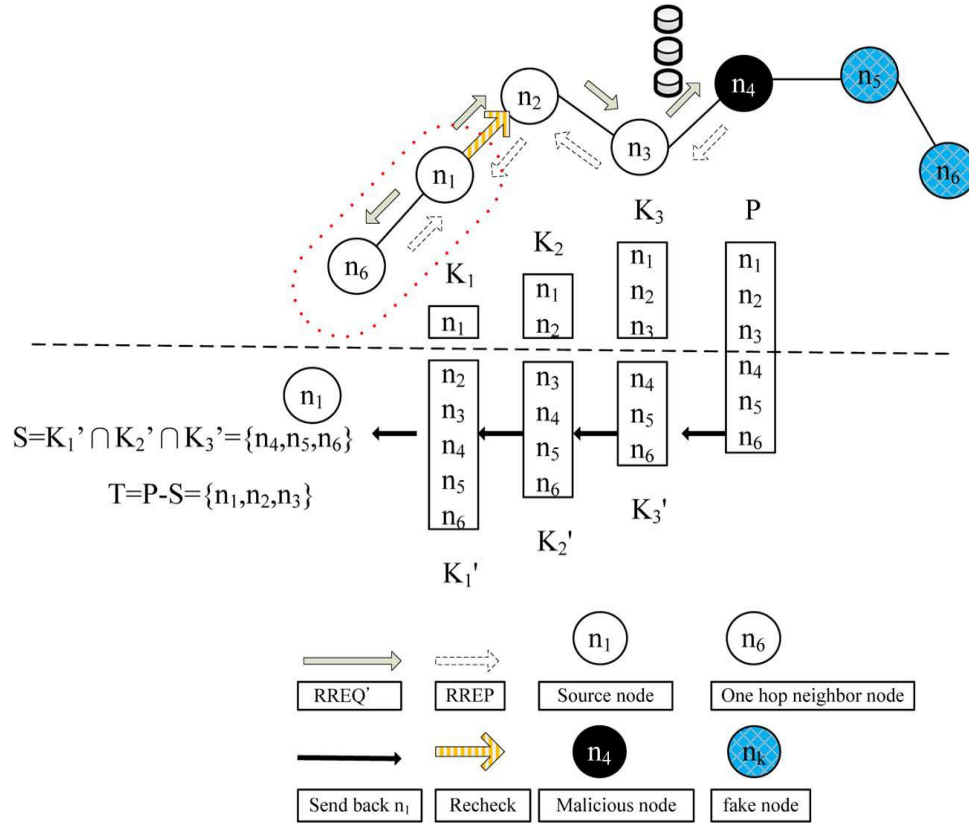 n₂
n₄
n₅
n₃
n₁
n₆
n₆
K₁
K₂
K₃
P
n₁
n₁
n₂
n₁
n₂
n₃
n₁
n₂
n₃
n₄
n₅
n₆
n₁
S=K₁'∩K₂'∩K₃'={n₄,n₅,n₆}
T=P-S={n₁,n₂,n₃}
n₂
n₃
n₄
n₅
n₆
n₃
n₄
n₅
n₆
n₄
n₅
n₆
K₁'
K₂'
K₃'
n₁
n₆
RREQ'
RREP
Source node
One hop neighbor node
n₄
nₖ
Send back n₁
Recheck
Malicious node
fake node